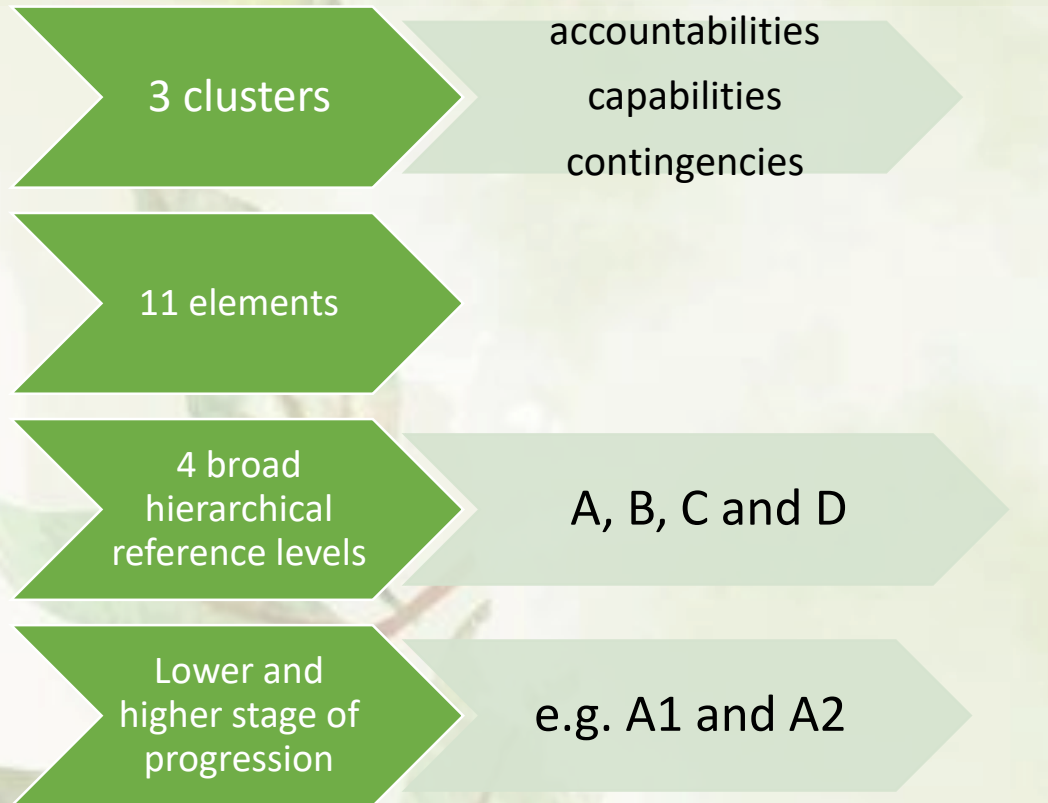 3 clusters
accountabilities
capabilities
contingencies
11 elements
4 broad
hierarchical
reference levels
A, B, C and D
Lower and
higher stage of
progression
e.g. A1 and A2